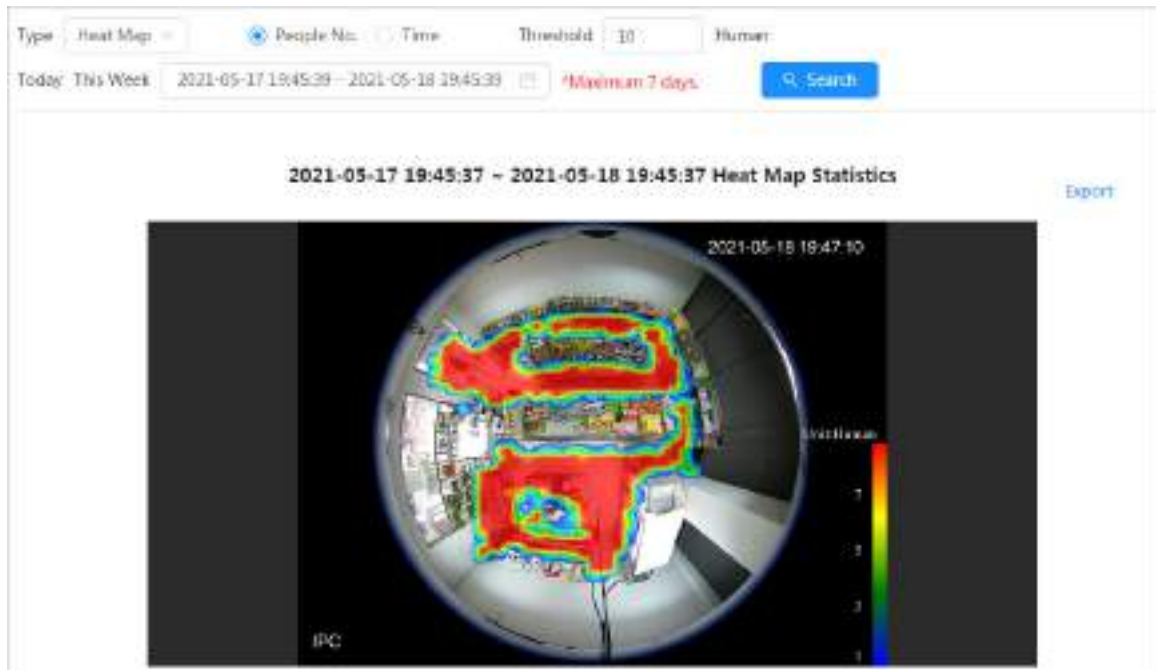 Type Heat Map People No. Time Threshold 10 Human
Today This Week 2021-05-17 19:45:39 ~ 2021-05-18 19:45:39 *Maximum 7 days. Search
2021-05-17 19:45:37 ~ 2021-05-18 19:45:37 Heat Map Statistics
Export
2021-05-18 19:47:10
Unit:Human
7
IPC
1